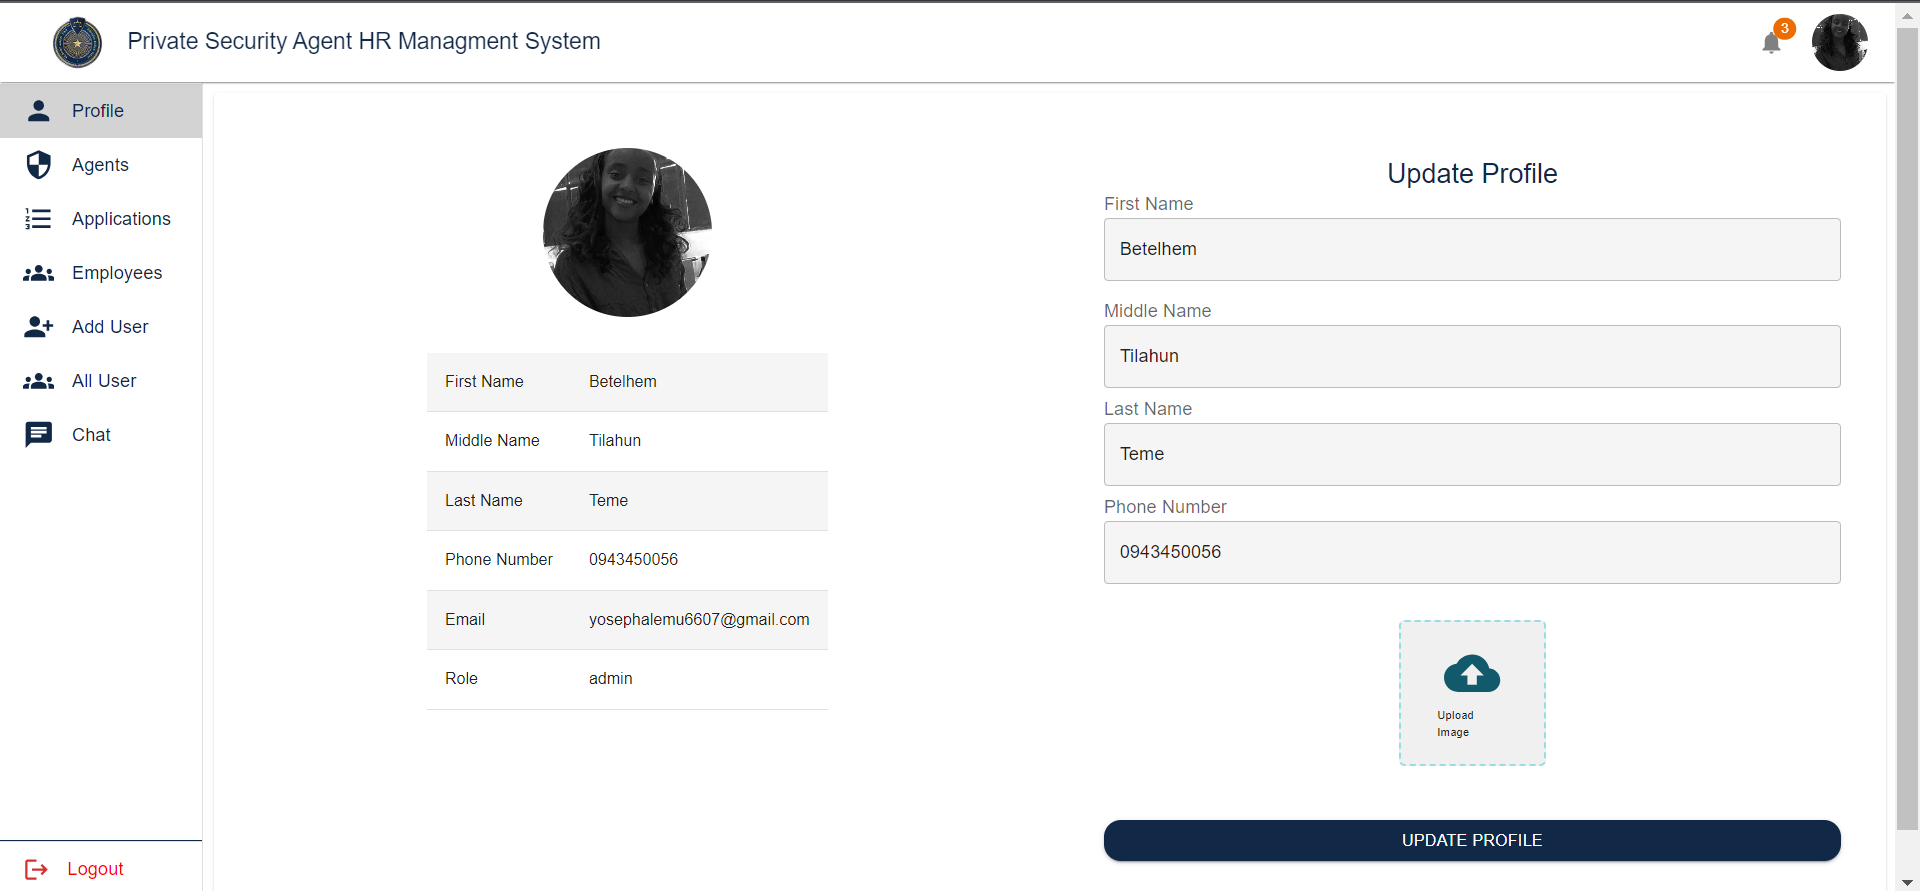 Private Security Agent HR Managment System
3
Profile
Agents
Applications
Employees
Add User
All User
Chat
Logout
First Name Betelhem
Middle Name Tilahun
Last Name Teme
Phone Number 0943450056
Email yosephalemu6607@gmail.com
Role admin
Update Profile
First Name
Betelhem
Middle Name
Tilahun
Last Name
Teme
Phone Number
0943450056
Upload
Image
UPDATE PROFILE